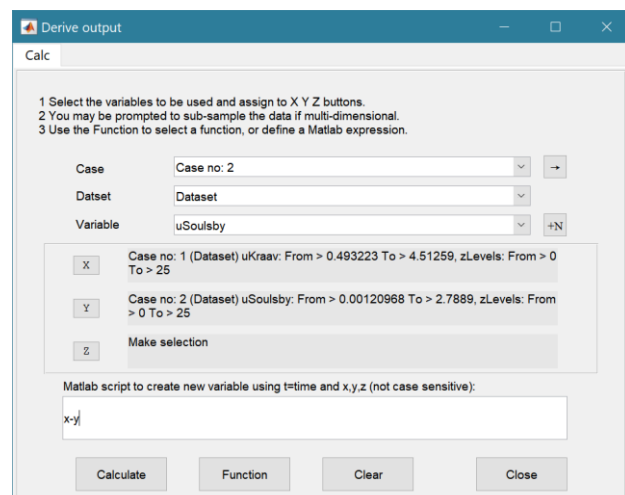 Derive output
Calc
1 Select the variables to be used and assign to X Y Z buttons.
2 You may be prompted to sub-sample the data if multi-dimensional.
3 Use the Function to select a function, or define a Matlab expression.
Case
Case no: 2
→
Datset
Dataset
Variable
uSoulsby
+N
X
Case no: 1 (Dataset) uKraav: From > 0.493223 To > 4.51259, zLevels: From > 0
To > 25
Y
Case no: 2 (Dataset) uSoulsby: From > 0.00120968 To > 2.7889, zLevels: From
> 0 To > 25
Z
Make selection
Matlab script to create new variable using t=time and x,y,z (not case sensitive):
x-y
Calculate
Function
Clear
Close